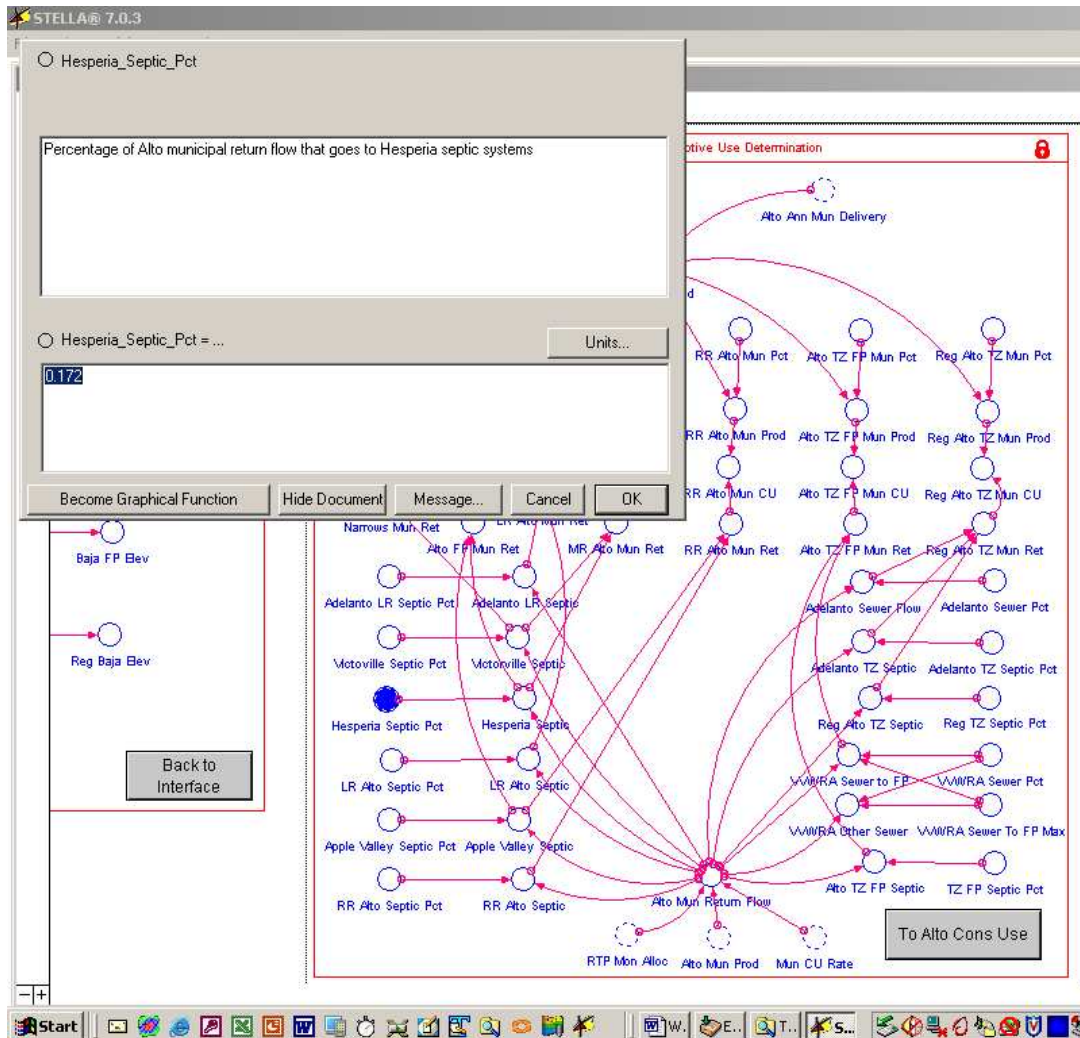 STELLA® 7.0.3
Hesperia_Septic_Pct
Percentage of Alto municipal return flow that goes to Hesperia septic systems
Hesperia_Septic_Pct = ...
Units...
0.172
Become Graphical Function
Hide Document
Message...
Cancel
OK
ptive Use Determination
Alto Ann Mun Delivery
d
RR Alto Mun Pct
Alto TZ FP Mun Pct
Reg Alto TZ Mun Pct
RR Alto Mun Prod
Alto TZ FP Mun Prod
Reg Alto TZ Mun Prod
RR Alto Mun CU
Alto TZ FP Mun CU
Reg Alto TZ Mun CU
Narrows Mun Ret
LR Alto Mun Ret
Alto FP Mun Ret
MR Alto Mun Ret
RR Alto Mun Ret
Alto TZ FP Mun Ret
Reg Alto TZ Mun Ret
Baja FP Elev
Reg Baja Elev
Adelanto LR Septic Pct
Adelanto LR Septic
Adelanto Sewer Flow
Adelanto Sewer Pct
Victoville Septic Pct
Victorville Septic
Adelanto TZ Septic
Adelanto TZ Septic Pct
Hesperia Septic Pct
Hesperia Septic
Reg Alto TZ Septic
Reg TZ Septic Pct
Back to
Interface
LR Alto Septic Pct
LR Alto Septic
VVWRA Sewer to FP
VVWRA Sewer Pct
Apple Valley Septic Pct
Apple Valley Septic
VVWRA Other Sewer
VVWRA Sewer To FP Max
RR Alto Septic Pct
RR Alto Septic
Alto Mun Return Flow
Alto TZ FP Septic
TZ FP Septic Pct
To Alto Cons Use
RTP Mon Alloc
Alto Mun Prod
Mun CU Rate
Start
W.
E..
T..
S...